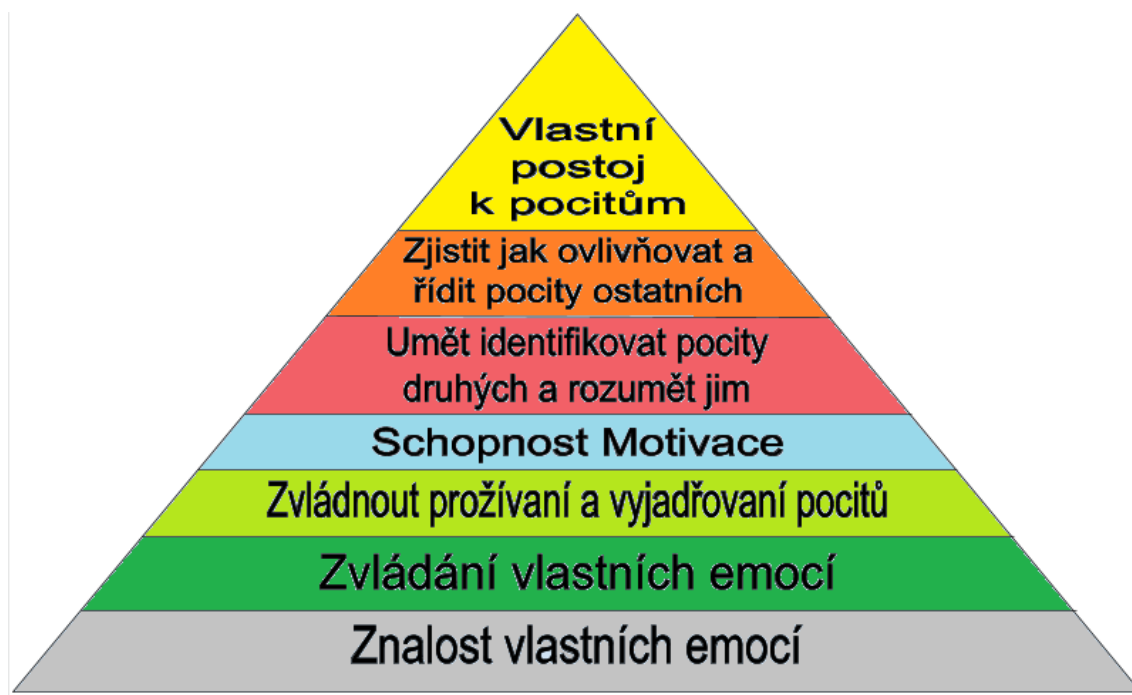 Vlastní
postoj
k pocitům
Zjistit jak ovlivňovat a
řídit pocity ostatních
Umět identifikovat pocity
druhých a rozumět jim
Schopnost Motivace
Zvládnout prožívaní a vyjadřovaní pocitů
Zvládání vlastních emocí
Znalost vlastních emocí